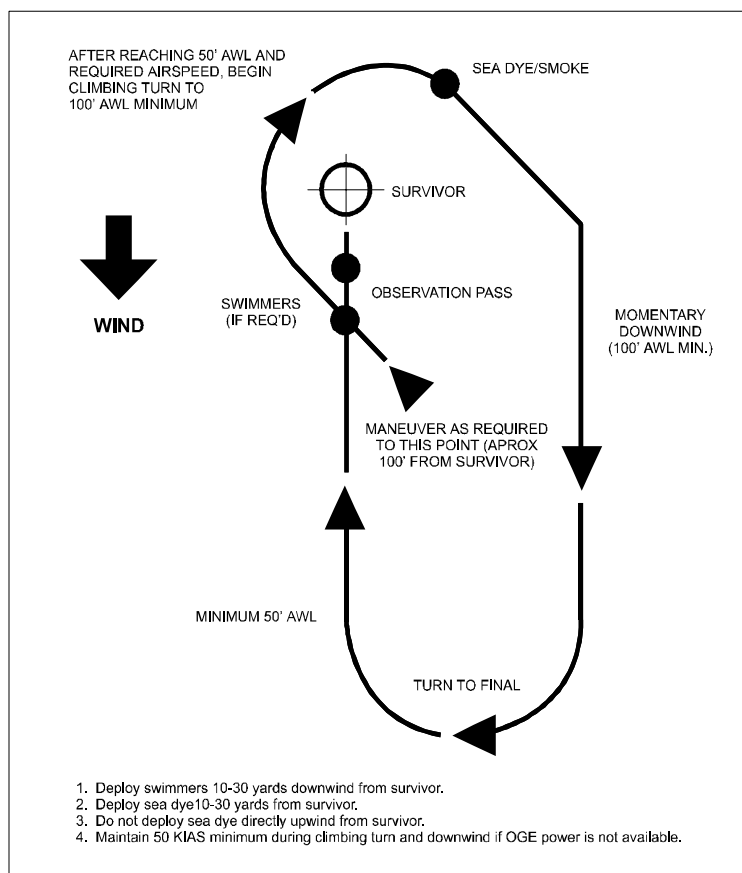 AFTER REACHING 50' AWL AND
REQUIRED AIRSPEED, BEGIN
CLIMBING TURN TO
100' AWL MINIMUM
SEA DYE/SMOKE
SURVIVOR
WIND
SWIMMERS
(IF REQ'D)
OBSERVATION PASS
MOMENTARY
DOWNWIND
(100' AWL MIN.)
MANEUVER AS REQUIRED
TO THIS POINT (APROX
100' FROM SURVIVOR)
MINIMUM 50' AWL
TURN TO FINAL
1. Deploy swimmers 10-30 yards downwind from survivor.
2. Deploy sea dye10-30 yards from survivor.
3. Do not deploy sea dye directly upwind from survivor.
4. Maintain 50 KIAS minimum during climbing turn and downwind if OGE power is not available.